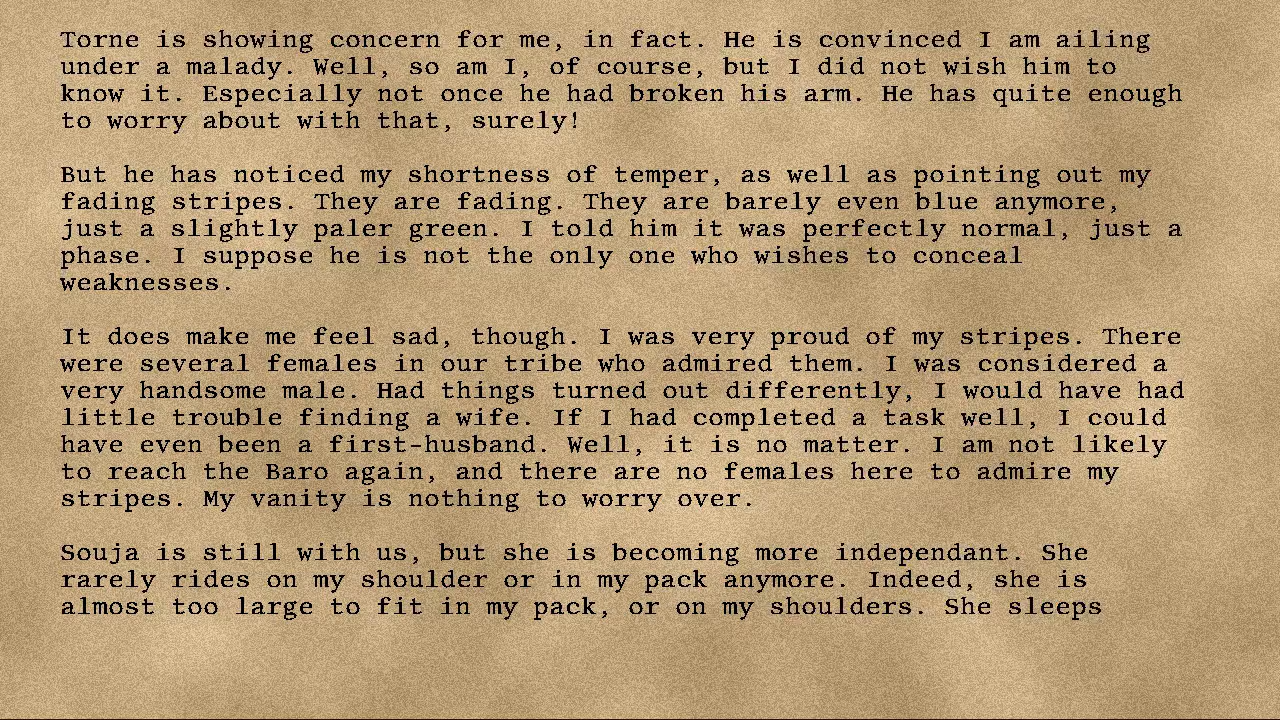 Torne is showing concern for me, in fact. He is convinced I am ailing
under a malady. Well, so am I, of course, but I did not wish him to
know it. Especially not once he had broken his arm. He has quite enough
to worry about with that, surely!
But he has noticed my shortness of temper, as well as pointing out my
fading stripes. They are fading. They are barely even blue anymore,
just a slightly paler green. I told him it was perfectly normal, just a
phase. I suppose he is not the only one who wishes to conceal
weaknesses.
It does make me feel sad, though. I was very proud of my stripes. There
were several females in our tribe who admired them. I was considered a
very handsome male. Had things turned out differently, I would have had
little trouble finding a wife. If I had completed a task well, I could
have even been a first-husband. Well, it is no matter. I am not likely
to reach the Baro again, and there are no females here to admire my
stripes. My vanity is nothing to worry over.
Souja is still with us, but she is becoming more independant. She
rarely rides on my shoulder or in my pack anymore. Indeed, she is
almost too large to fit in my pack, or on my shoulders. She sleeps